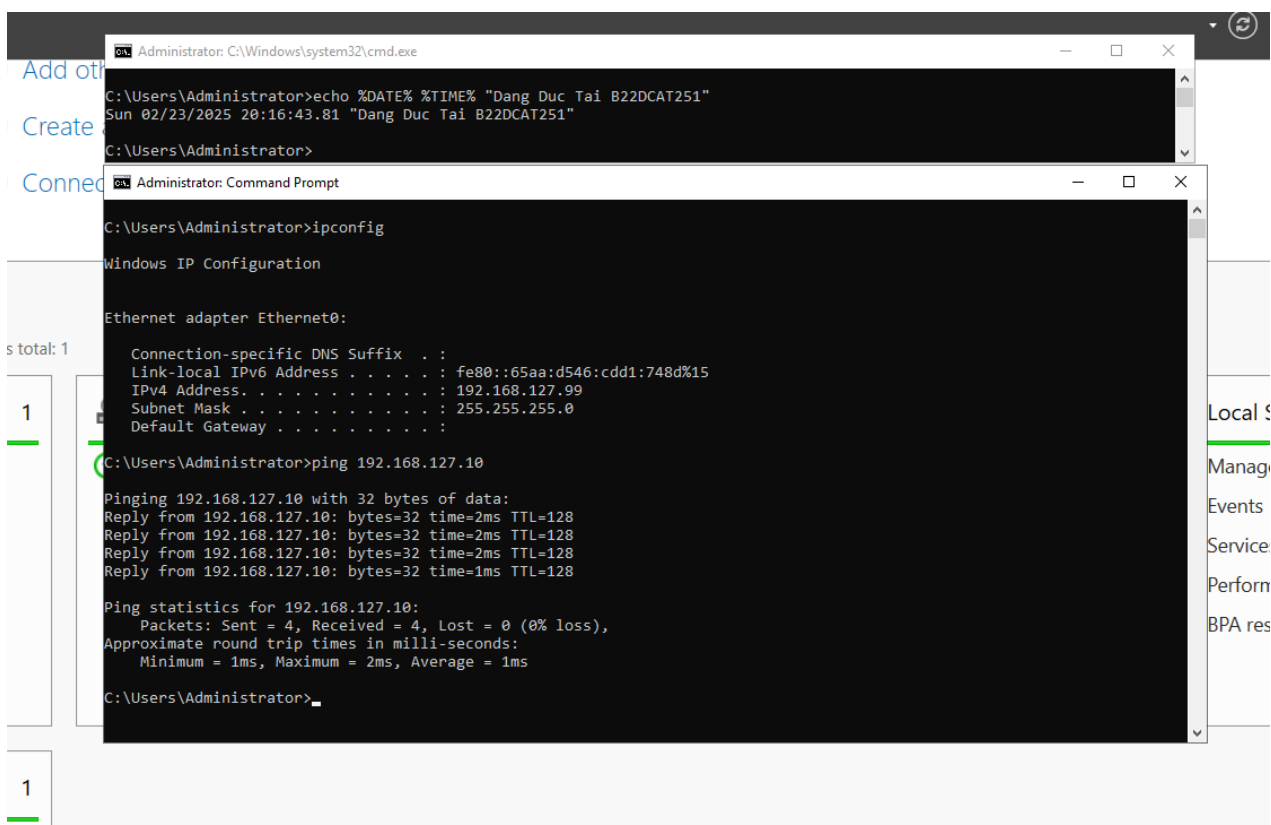 Add oth
Create a
Connec
Administrator: C:\Windows\system32\cmd.exe
C:\Users\Administrator>echo %DATE% %TIME% "Dang Duc Tai B22DCAT251"
Sun 02/23/2025 20:16:43.81 "Dang Duc Tai B22DCAT251"
C:\Users\Administrator>
Administrator: Command Prompt
C:\Users\Administrator>ipconfig
Windows IP Configuration
Ethernet adapter Ethernet0:
Connection-specific DNS Suffix . :
Link-local IPv6 Address . . . . . : fe80::65aa:d546:cdd1:748d%15
IPv4 Address. . . . . . . . . . . : 192.168.127.99
Subnet Mask . . . . . . . . . . . : 255.255.255.0
Default Gateway . . . . . . . . . :
C:\Users\Administrator>ping 192.168.127.10
Pinging 192.168.127.10 with 32 bytes of data:
Reply from 192.168.127.10: bytes=32 time=2ms TTL=128
Reply from 192.168.127.10: bytes=32 time=2ms TTL=128
Reply from 192.168.127.10: bytes=32 time=2ms TTL=128
Reply from 192.168.127.10: bytes=32 time=1ms TTL=128
Ping statistics for 192.168.127.10:
Packets: Sent = 4, Received = 4, Lost = 0 (0% loss),
Approximate round trip times in milli-seconds:
Minimum = 1ms, Maximum = 2ms, Average = 1ms
C:\Users\Administrator>
s total: 1
1
1
Local S
Manage
Events
Services
Perform
BPA res